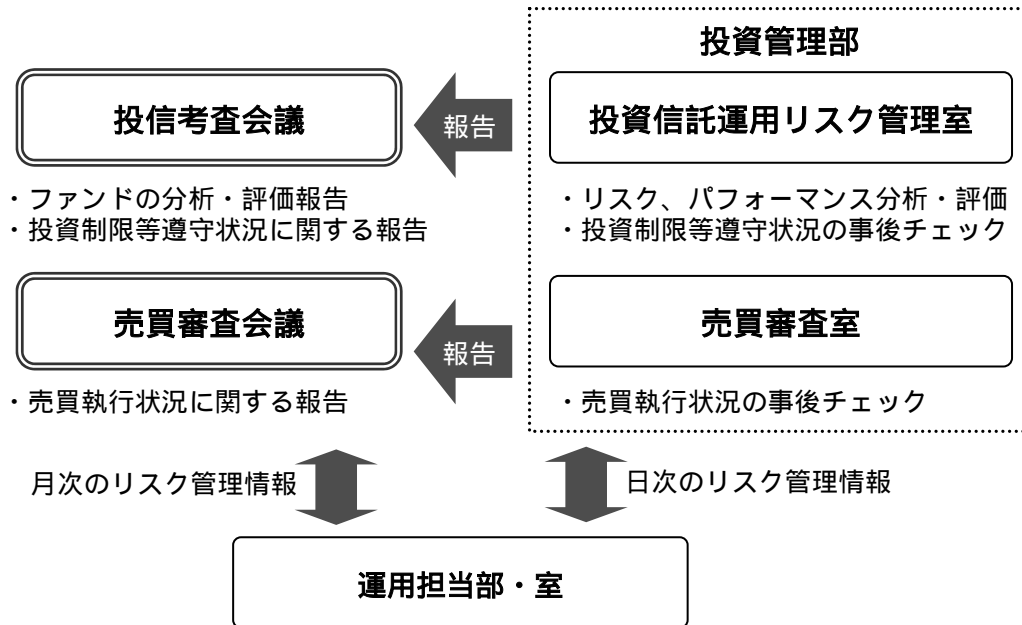 投資管理部
投信考査会議
報告
投資信託運用リスク管理室
・ファンドの分析・評価報告
・投資制限等遵守状況に関する報告
・リスク、パフォーマンス分析・評価
・投資制限等遵守状況の事後チェック
売買審査会議
報告
売買審査室
・売買執行状況に関する報告
・売買執行状況の事後チェック
月次のリスク管理情報
日次のリスク管理情報
運用担当部・室